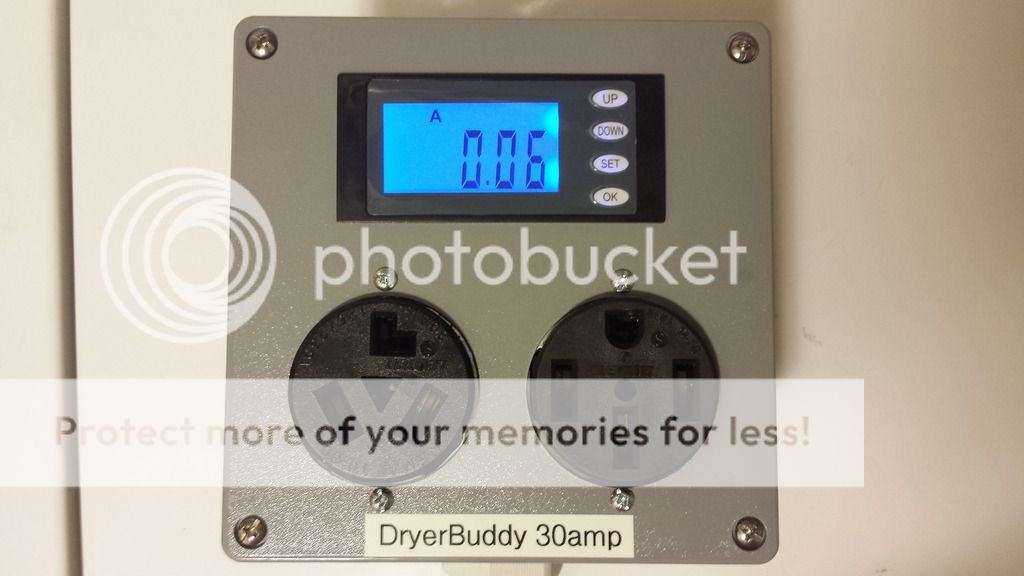 UP
A
DOWN
0.06
SET
OK
photobucket
Protect more of your memories for less!
DryerBuddy 30amp